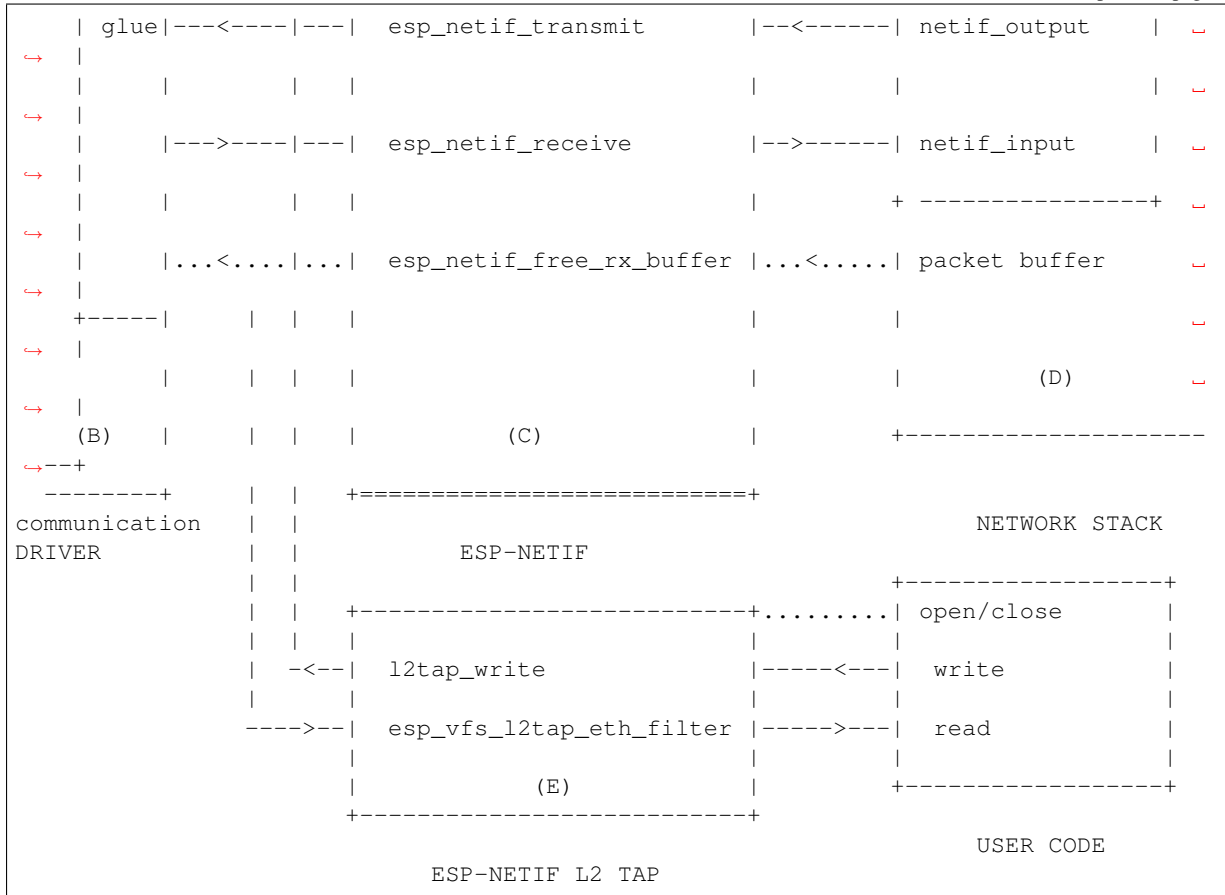 | glue|---<----|---| esp_netif_transmit |--<------| netif_output | ␣
↪ |
| | | | | | | ␣
↪ |
| |--->----|---| esp_netif_receive |-->------| netif_input | ␣
↪ |
| | | | | + ----------------+ ␣
↪ |
| |...<....|...| esp_netif_free_rx_buffer |...<.....| packet buffer ␣
↪ |
+-----| | | | | | ␣
↪ |
| | | | | | (D) ␣
↪ |
(B) | | | | (C) | +---------------------
↪--+
--------+ | | +===========================+
communication | | NETWORK STACK
DRIVER | | ESP-NETIF
| | +------------------+
| | +---------------------------+.........| open/close |
| | | | | |
| -<--| l2tap_write |-----<---| write |
| | | | |
---->--| esp_vfs_l2tap_eth_filter |----->---| read |
| | | |
| (E) | +------------------+
+---------------------------+
USER CODE
ESP-NETIF L2 TAP